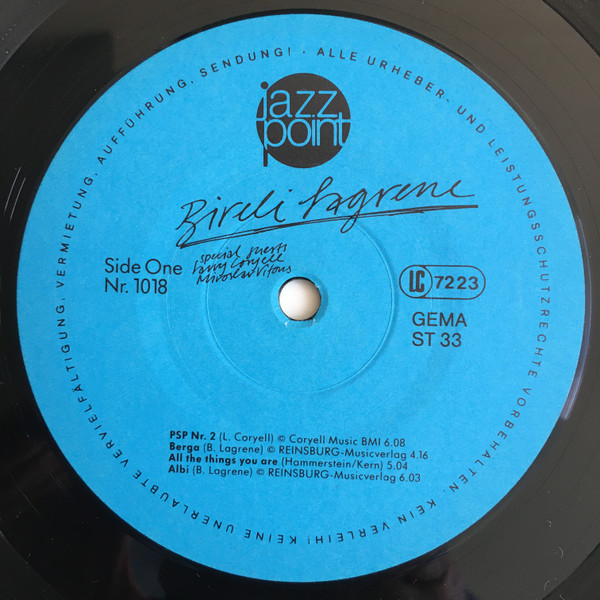 ALLE URHEBER- UND LEISTUNGSSCHUTZRECHTE VORBEHALTEN. KEIN VERLEIH! KEINE UNERLAUBTE VERVIELFÄLTIGUNG, VERMIETUNG, AUFFÜHRUNG, SENDUNG! ·
jazz
point
Bireli Lagrene
special guests
Larry Coryell
Miroslav Vitous
Side One
Nr. 1018
LC 7223
GEMA
ST 33
PSP Nr. 2 (L. Coryell) © Coryell Music BMI 6.08
Berga (B. Lagrene) © REINSBURG-Musicverlag 4.16
All the things you are (Hammerstein/Kern) 5.04
Albi (B. Lagrene) © REINSBURG-Musicverlag 6.03